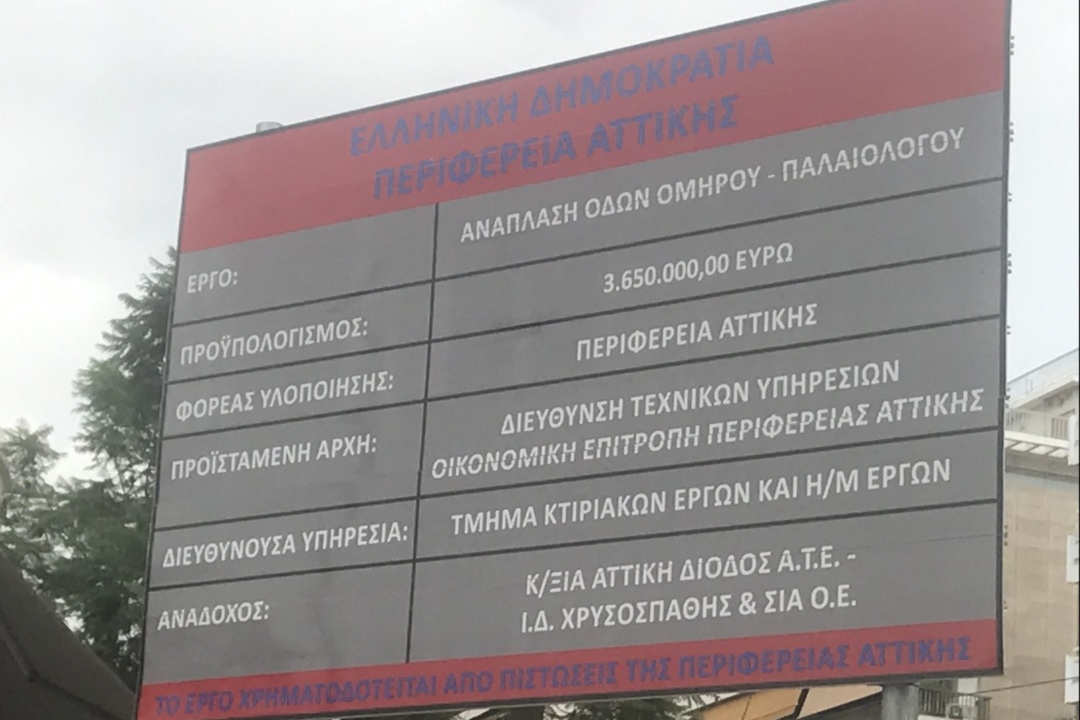 ΕΛΛΗΝΙΚΗ ΔΗΜΟΚΡΑΤΙΑ
ΠΕΡΙΦΕΡΕΙΑ ΑΤΤΙΚΗΣ
ΕΡΓΟ: ΑΝΑΠΛΑΣΗ ΟΔΩΝ ΟΜΗΡΟΥ - ΠΑΛΑΙΟΛΟΓΟΥ
ΠΡΟΫΠΟΛΟΓΙΣΜΟΣ: 3.650.000,00 ΕΥΡΩ
ΦΟΡΕΑΣ ΥΛΟΠΟΙΗΣΗΣ: ΠΕΡΙΦΕΡΕΙΑ ΑΤΤΙΚΗΣ
ΠΡΟΪΣΤΑΜΕΝΗ ΑΡΧΗ: ΔΙΕΥΘΥΝΣΗ ΤΕΧΝΙΚΩΝ ΥΠΗΡΕΣΙΩΝ
ΟΙΚΟΝΟΜΙΚΗ ΕΠΙΤΡΟΠΗ ΠΕΡΙΦΕΡΕΙΑΣ ΑΤΤΙΚΗΣ
ΔΙΕΥΘΥΝΟΥΣΑ ΥΠΗΡΕΣΙΑ: ΤΜΗΜΑ ΚΤΙΡΙΑΚΩΝ ΕΡΓΩΝ ΚΑΙ Η/Μ ΕΡΓΩΝ
ΑΝΑΔΟΧΟΣ: Κ/ΞΙΑ ΑΤΤΙΚΗ ΔΙΟΔΟΣ Α.Τ.Ε. -
Ι.Δ. ΧΡΥΣΟΣΠΑΘΗΣ & ΣΙΑ Ο.Ε.
ΤΟ ΕΡΓΟ ΧΡΗΜΑΤΟΔΟΤΕΙΤΑΙ ΑΠΟ ΠΙΣΤΩΣΕΙΣ ΤΗΣ ΠΕΡΙΦΕΡΕΙΑΣ ΑΤΤΙΚΗΣ